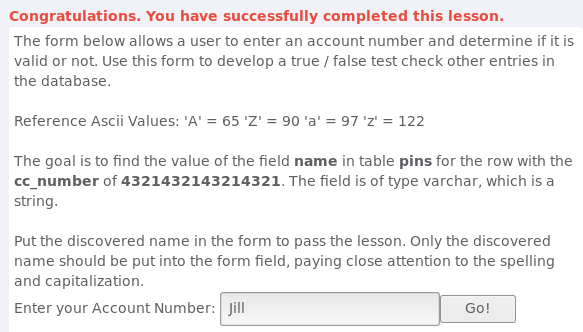 Congratulations. You have successfully completed this lesson.
The form below allows a user to enter an account number and determine if it is
valid or not. Use this form to develop a true / false test check other entries in
the database.
Reference Ascii Values: 'A' = 65 'Z' = 90 'a' = 97 'z' = 122
The goal is to find the value of the field name in table pins for the row with the
cc_number of 4321432143214321. The field is of type varchar, which is a
string.
Put the discovered name in the form to pass the lesson. Only the discovered
name should be put into the form field, paying close attention to the spelling
and capitalization.
Enter your Account Number: Jill Go!